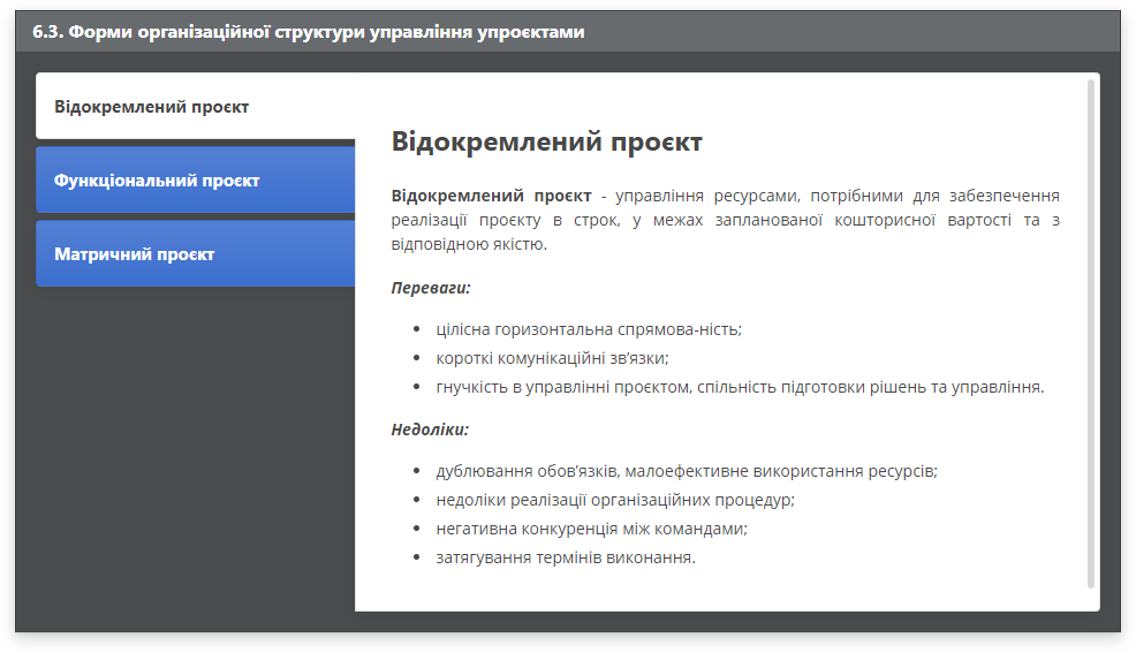 6.3. Форми організаційної структури управління упроєктами
Відокремлений проєкт
Функціональний проєкт
Матричний проєкт
Відокремлений проєкт
Відокремлений проєкт - управління ресурсами, потрібними для забезпечення
реалізації проєкту в строк, у межах запланованої кошторисної вартості та з
відповідною якістю.
Переваги:
• цілісна горизонтальна спрямова-ність;
• короткі комунікаційні зв’язки;
• гнучкість в управлінні проєктом, спільність підготовки рішень та управління.
Недоліки:
• дублювання обов’язків, малоефективне використання ресурсів;
• недоліки реалізації організаційних процедур;
• негативна конкуренція між командами;
• затягування термінів виконання.